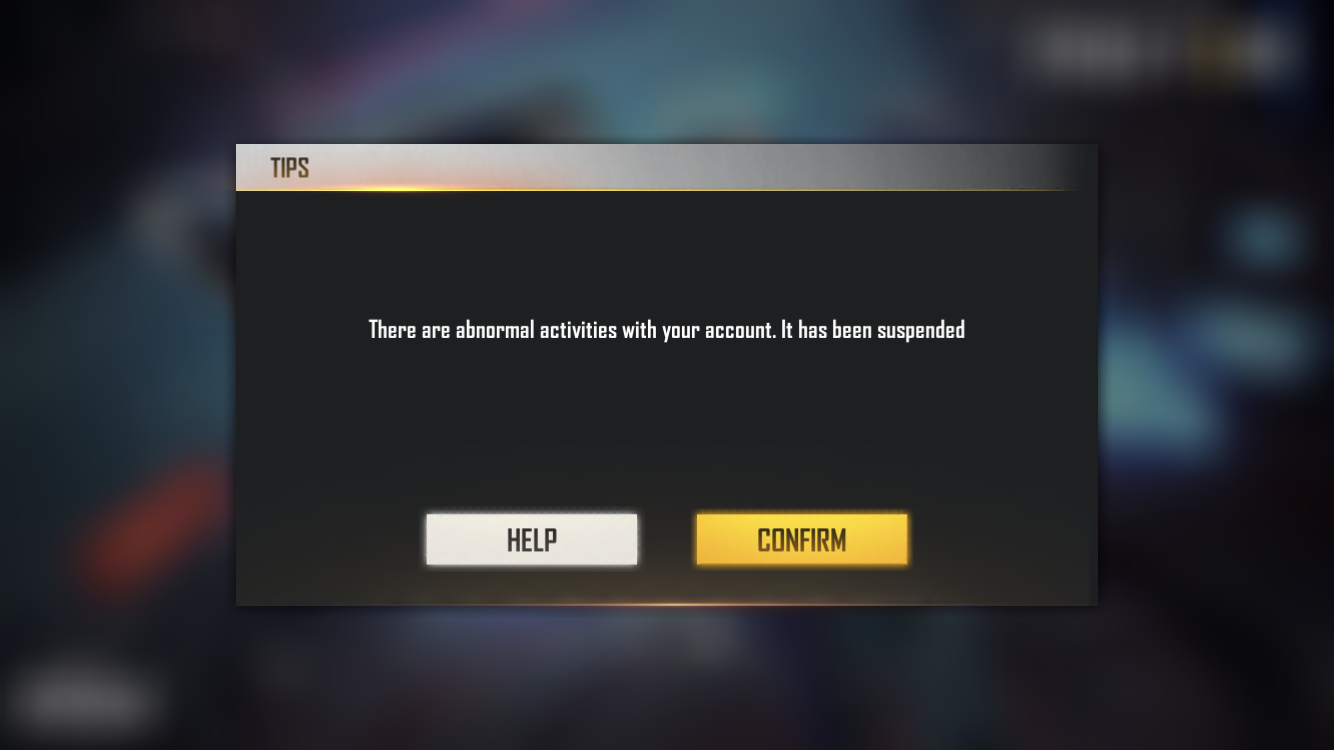 TIPS
There are abnormal activities with your account. It has been suspended
HELP
CONFIRM